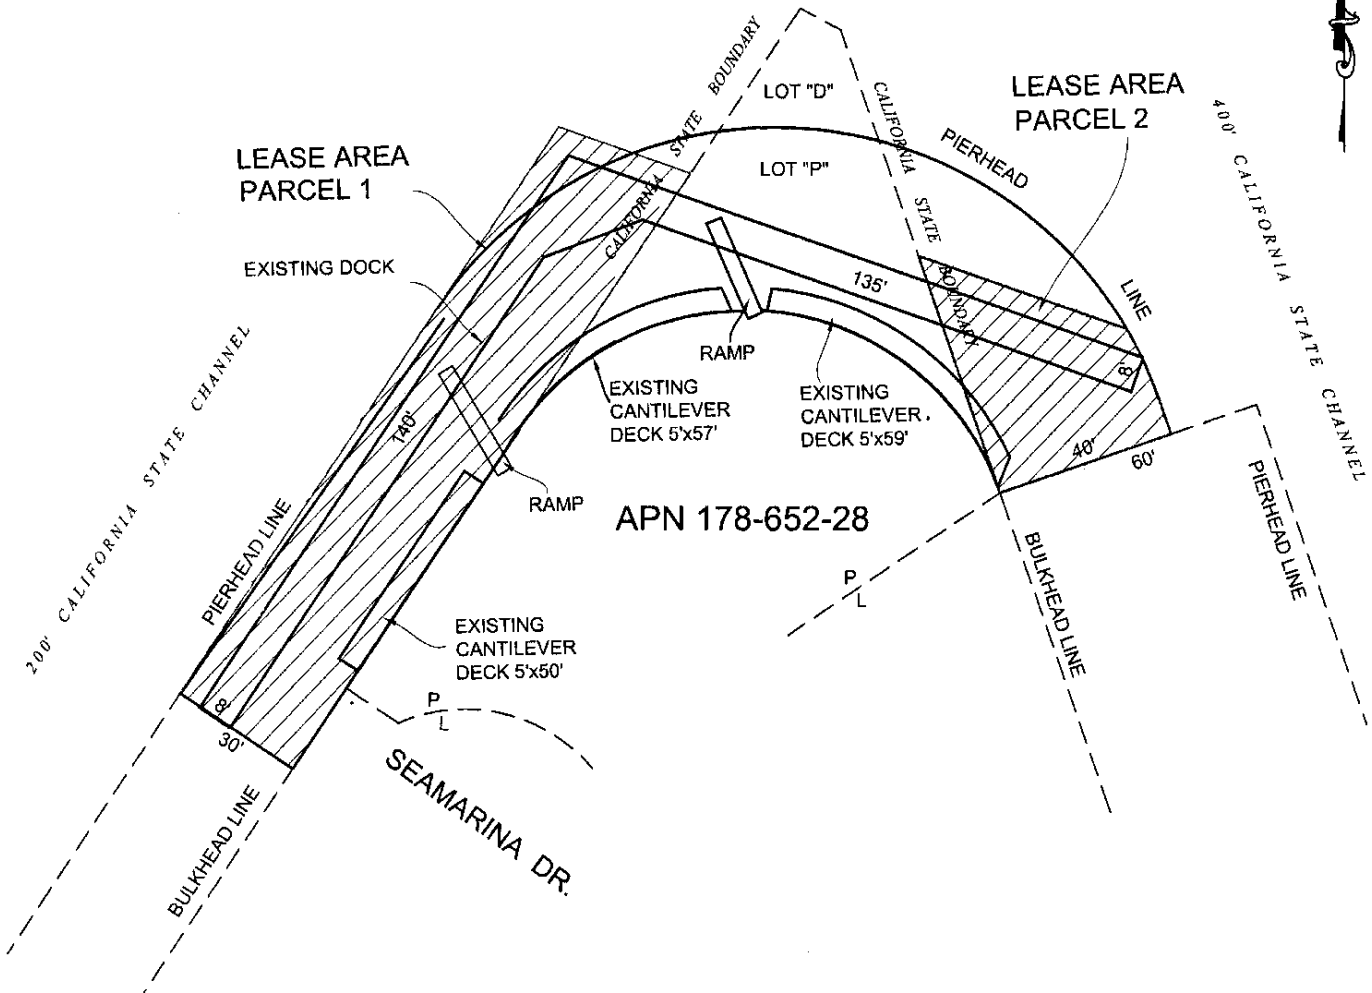 LOT "D"
LOT "P"
LEASE AREA
PARCEL 1
LEASE AREA
PARCEL 2
CALIFORNIA STATE BOUNDARY
CALIFORNIA STATE BOUNDARY
PIERHEAD LINE
400' CALIFORNIA STATE CHANNEL
EXISTING DOCK
135'
8'
RAMP
EXISTING
CANTILEVER
DECK 5'x57'
EXISTING
CANTILEVER.
DECK 5'x59'
140'
200' CALIFORNIA STATE CHANNEL
PIERHEAD LINE
RAMP
APN 178-652-28
40'
60'
PIERHEAD LINE
BULKHEAD LINE
P
L
EXISTING
CANTILEVER
DECK 5'x50'
P
L
8'
30'
SEAMARINA DR.
BULKHEAD LINE